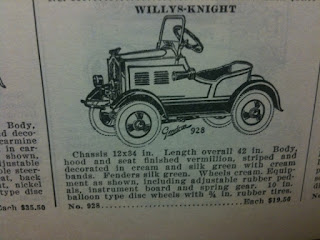 WILLYS-KNIGHT
Body,
d deco-
carmine
in car-
shown,
djustable
le steer-
at, back
t, nickel
type disc
Each $35.50
928
Chassis 12x34 in. Length overall 42 in. Body,
hood and seat finished vermillion, striped and
decorated in cream and silk green with cream
bands. Fenders silk green. Wheels cream. Equip-
ment as shown, including adjustable rubber ped-
als, instrument board and spring gear. 10 in.
balloon type disc wheels with ¾ in. rubber tires.
No. 928 Each $19.50